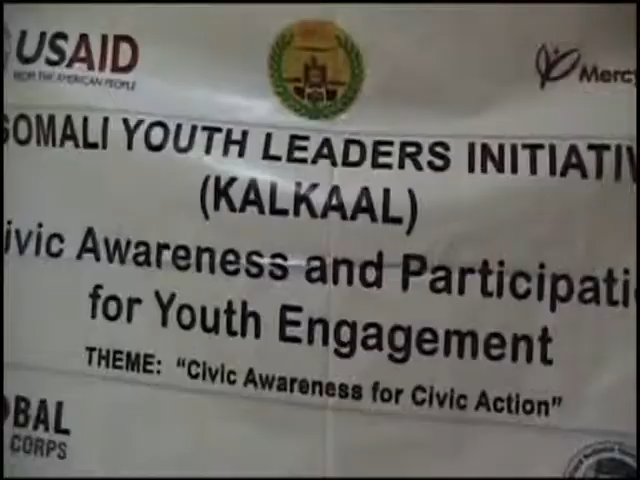 USAID
FROM THE AMERICAN PEOPLE
Merc
SOMALI YOUTH LEADERS INITIATIV
(KALKAAL)
ivic Awareness and Participati
for Youth Engagement
THEME: "Civic Awareness for Civic Action"
BAL
CORPS